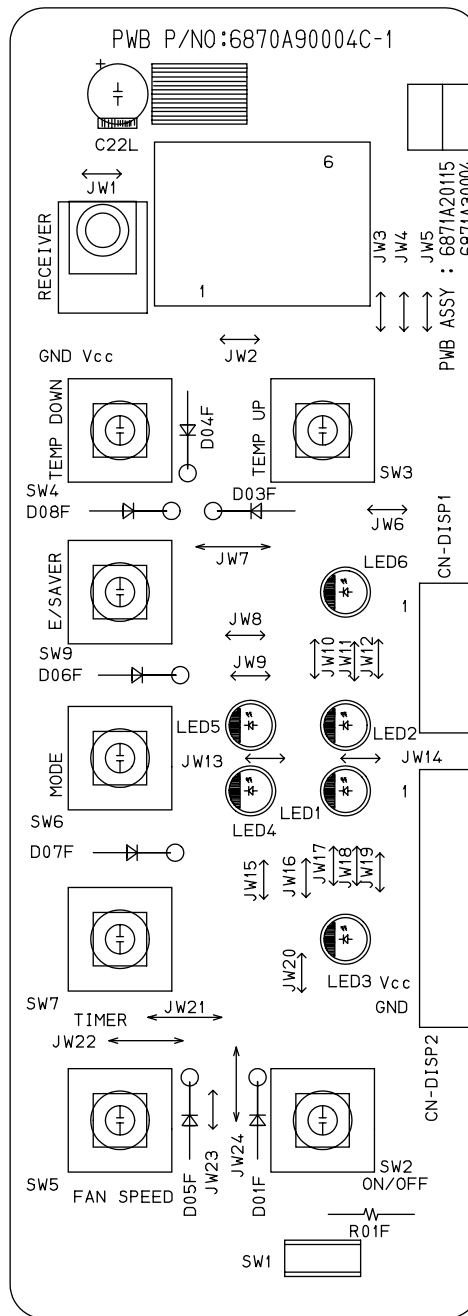 PWB P/NO:6870A90004C-1
+
C22L
JW1
6
1
RECEIVER
JW3
JW4
JW5
PWB ASSY : 6871A20115
6871A30004
JW2
GND Vcc
TEMP DOWN
D04F
TEMP UP
SW4
SW3
D08F
D03F
JW6
CN-DISP1
JW7
E/SAVER
LED6
1
JW8
SW9
JW10
JW11
JW12
D06F
JW9
LED5
LED2
MODE
JW13
JW14
1
SW6
LED4
LED1
D07F
JW15
JW16
JW17
JW18
JW19
JW20
LED3
Vcc
GND
SW7
TIMER
JW21
JW22
CN-DISP2
SW5
FAN SPEED
D05F
JW23
JW24
D01F
SW2
ON/OFF
R01F
SW1